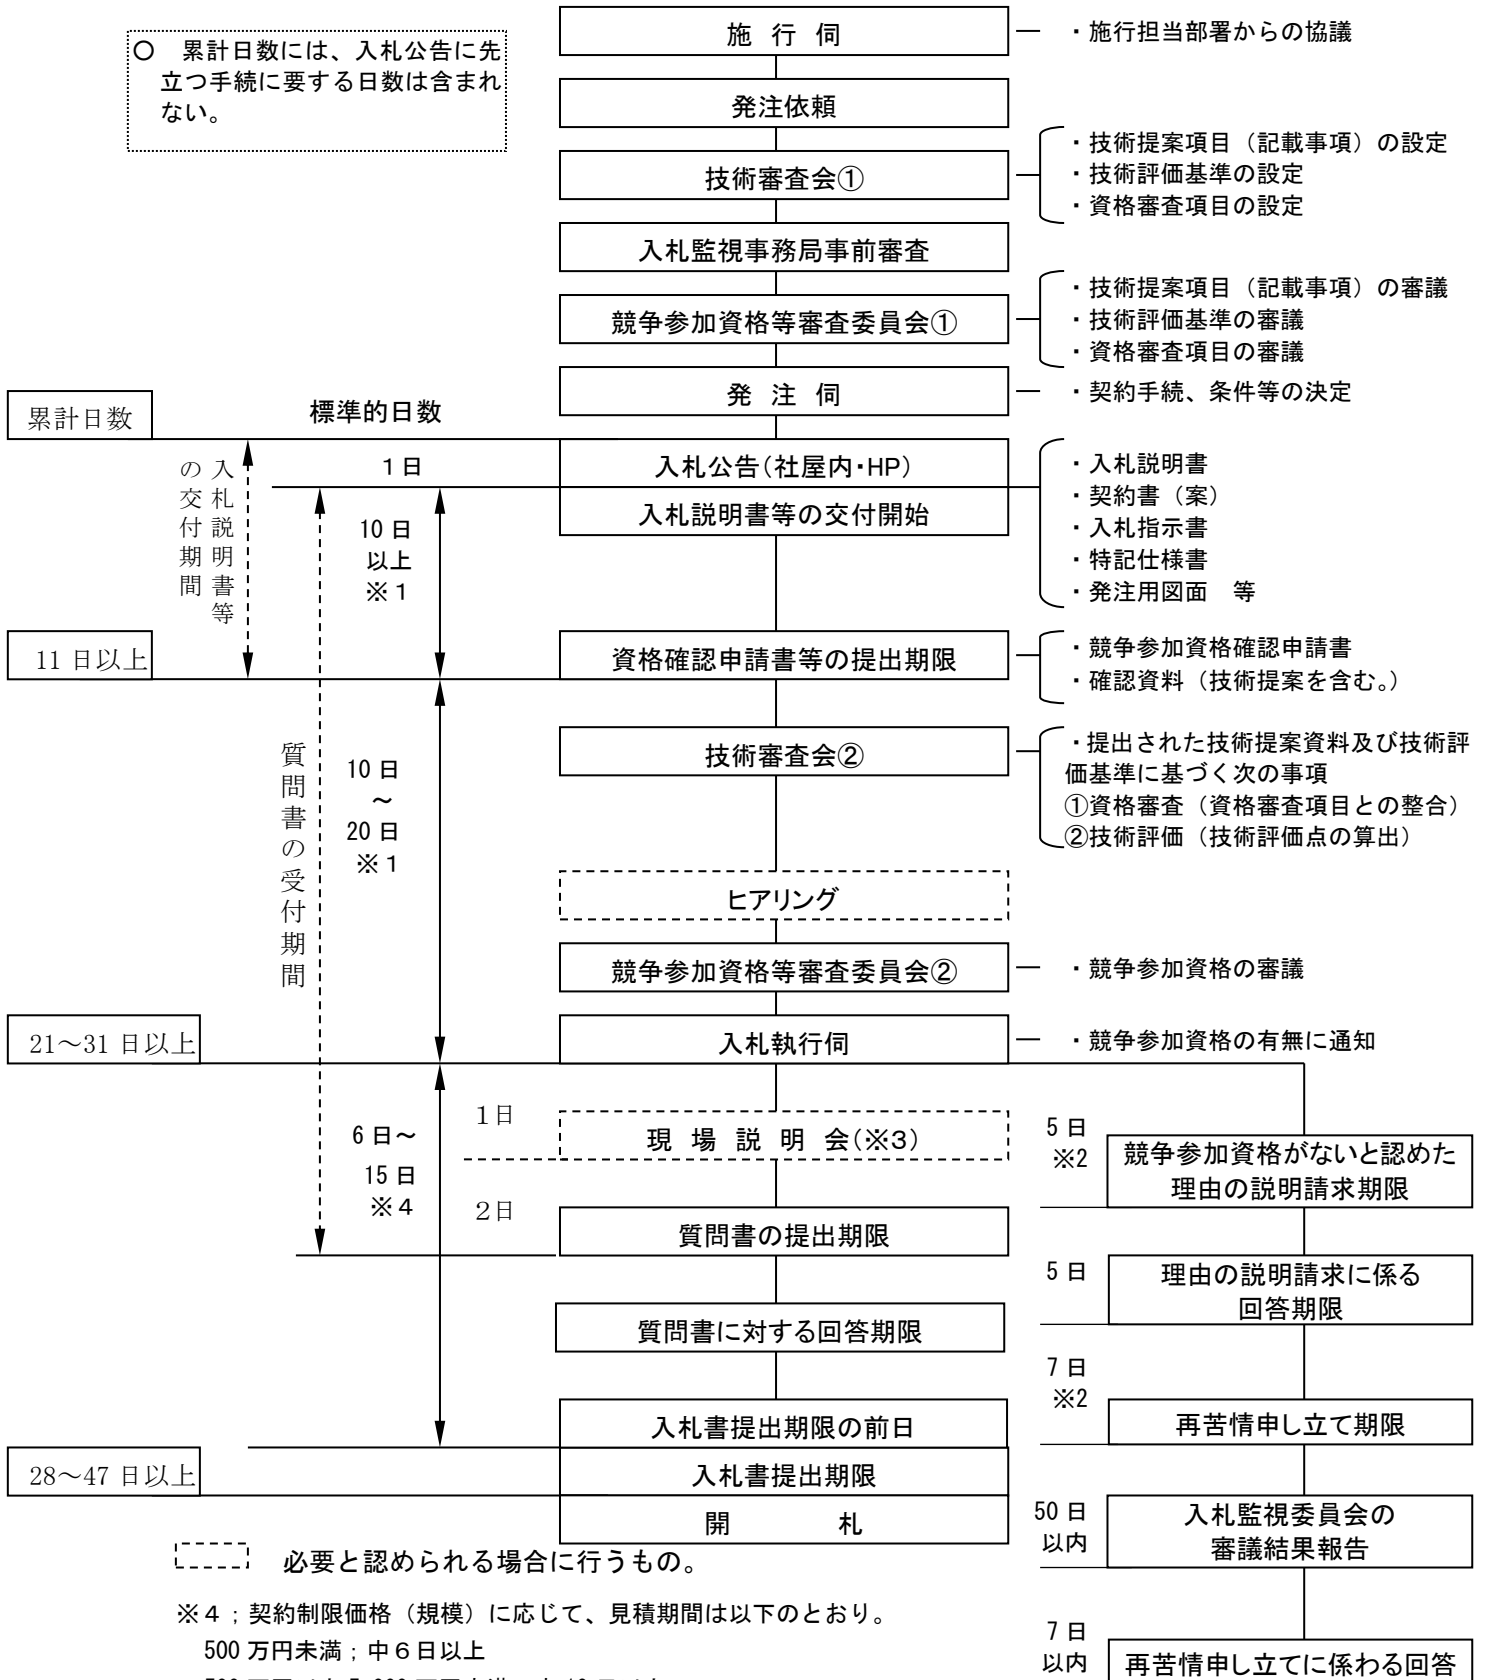 ○　累計日数には、入札公告に先
立つ手続に要する日数は含まれ
ない。
施　行　伺
・施行担当部署からの協議
発注依頼
技術審査会①
・技術提案項目（記載事項）の設定
・技術評価基準の設定
・資格審査項目の設定
入札監視事務局事前審査
競争参加資格等審査委員会①
・技術提案項目（記載事項）の審議
・技術評価基準の審議
・資格審査項目の審議
発　注　伺
・契約手続、条件等の決定
累計日数
標準的日数
入札説明書等
の交付期間
1日
入札公告（社屋内・HP）
入札説明書等の交付開始
・入札説明書
・契約書（案）
・入札指示書
・特記仕様書
・発注用図面　等
10日
以上
※１
11日以上
資格確認申請書等の提出期限
・競争参加資格確認申請書
・確認資料（技術提案を含む。）
質問書の受付期間
10日
～
20日
※１
技術審査会②
・提出された技術提案資料及び技術評
価基準に基づく次の事項
①資格審査（資格審査項目との整合）
②技術評価（技術評価点の算出）
ヒアリング
競争参加資格等審査委員会②
・競争参加資格の審議
21～31日以上
入札執行伺
・競争参加資格の有無に通知
6日～
15日
※４
1日
現　場　説　明　会（※3）
2日
質問書の提出期限
質問書に対する回答期限
入札書提出期限の前日
28～47日以上
入札書提出期限
開　　　　札
5日
※2
競争参加資格がないと認めた
理由の説明請求期限
5日
理由の説明請求に係る
回答期限
7日
※2
再苦情申し立て期限
50日
以内
入札監視委員会の
審議結果報告
7日
以内
再苦情申し立てに係わる回答
必要と認められる場合に行うもの。
※４；契約制限価格（規模）に応じて、見積期間は以下のとおり。
500万円未満；中６日以上